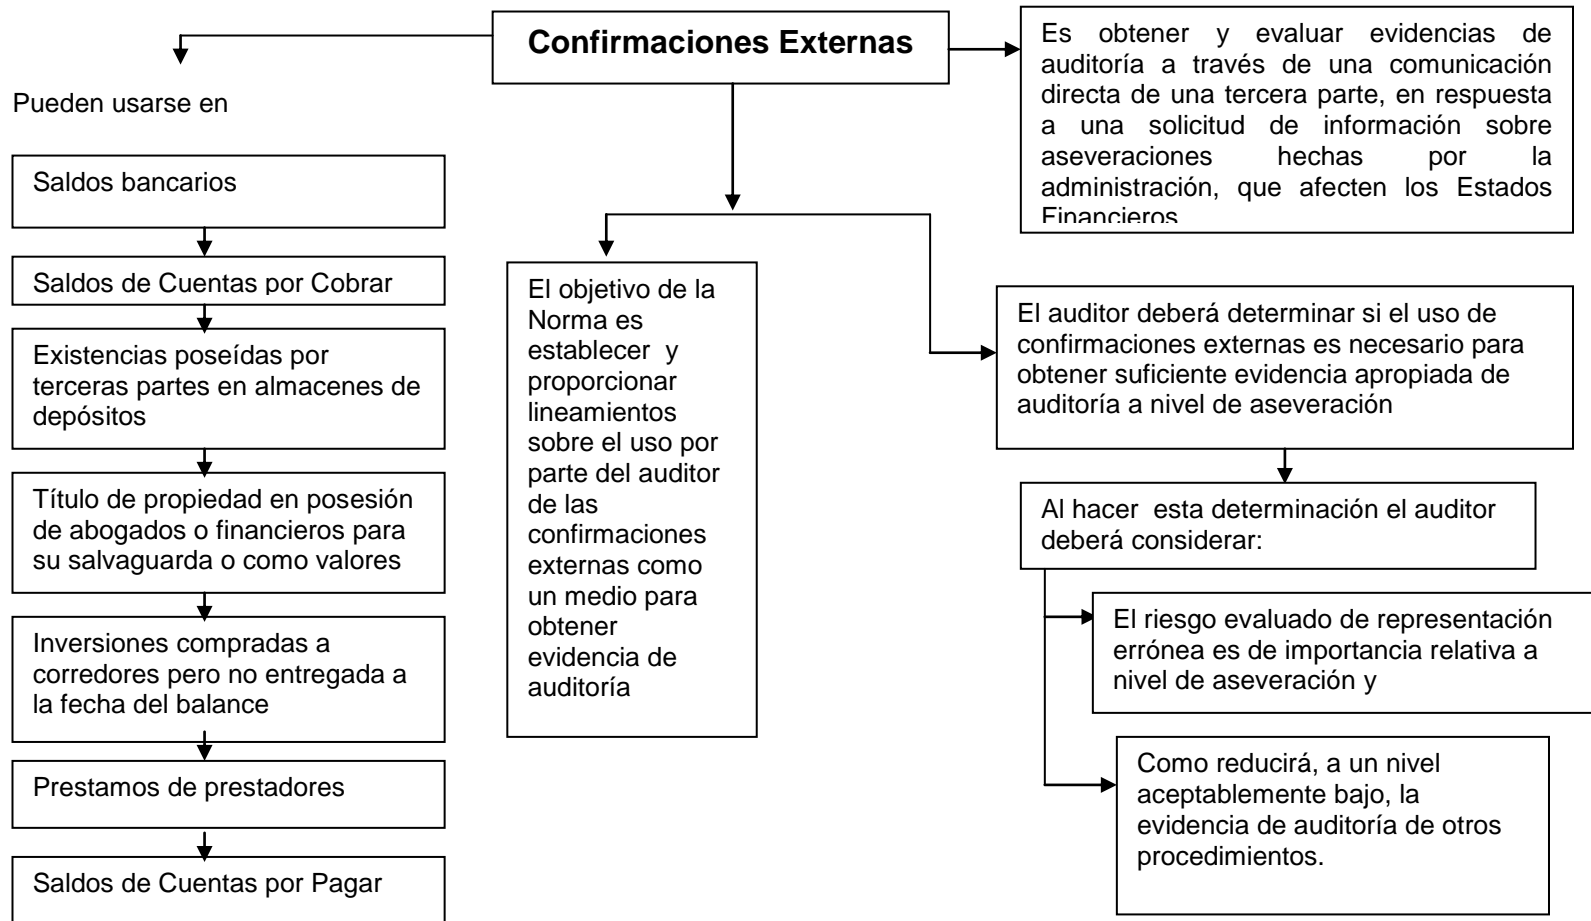 Confirmaciones Externas
Es obtener y evaluar evidencias de
auditoría a través de una comunicación
directa de una tercera parte, en respuesta
a una solicitud de información sobre
aseveraciones hechas por la
administración, que afecten los Estados
Financieros
Pueden usarse en
Saldos bancarios
Saldos de Cuentas por Cobrar
Existencias poseídas por
terceras partes en almacenes de
depósitos
Título de propiedad en posesión
de abogados o financieros para
su salvaguarda o como valores
Inversiones compradas a
corredores pero no entregada a
la fecha del balance
Prestamos de prestadores
Saldos de Cuentas por Pagar
El objetivo de la
Norma es
establecer y
proporcionar
lineamientos
sobre el uso por
parte del auditor
de las
confirmaciones
externas como
un medio para
obtener
evidencia de
auditoría
El auditor deberá determinar si el uso de
confirmaciones externas es necesario para
obtener suficiente evidencia apropiada de
auditoría a nivel de aseveración
Al hacer esta determinación el auditor
deberá considerar:
El riesgo evaluado de representación
errónea es de importancia relativa a
nivel de aseveración y
Como reducirá, a un nivel
aceptablemente bajo, la
evidencia de auditoría de otros
procedimientos.